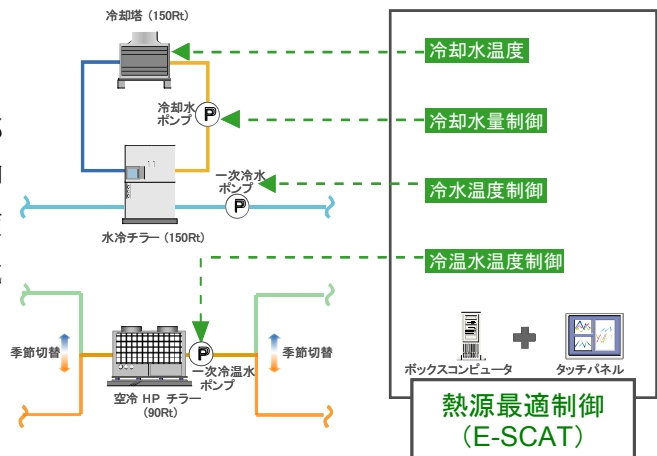 冷却塔 (150Rt)
冷却水温度
冷却水
ポンプ
P
冷却水量制御
一次冷水
ポンプ
P
冷水温度制御
水冷チラー (150Rt)
冷温水温度制御
季節切替
P
季節切替
一次冷温水
ポンプ
空冷 HP チラー
(90Rt)
ボックスコンピュータ
タッチパネル
熱源最適制御
(E-SCAT)